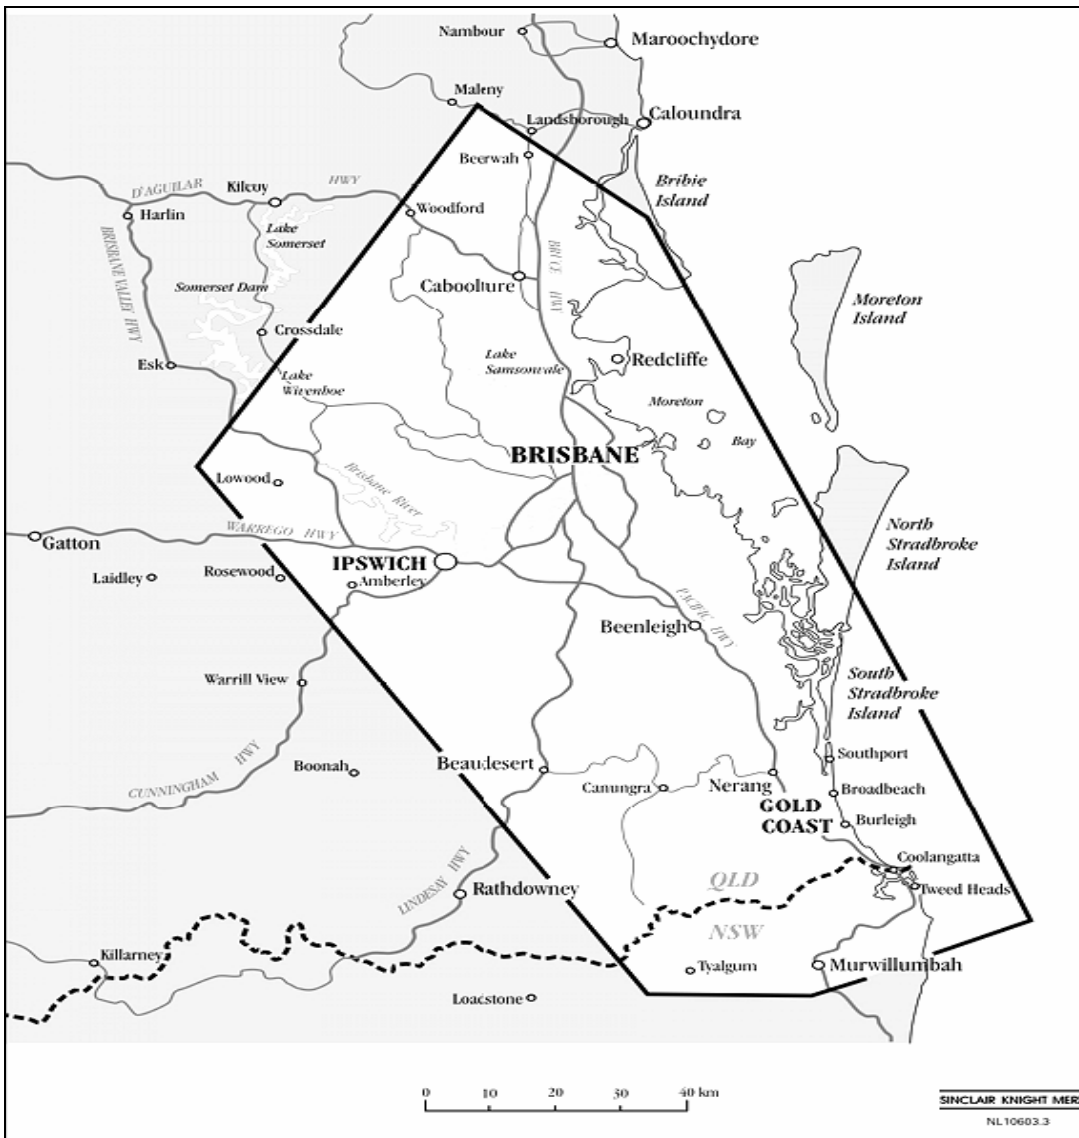 Nambour
Maroochydore
Maleny
Landsborough
Caloundra
Beerwah
Bribie
Island
D'AGUILAR
Kilcoy
HWY
Woodford
Harlin
Lake
Somerset
BRISBANE VALLEY HWY
BRUCE HWY
Caboolture
Somerset Dam
Moreton
Island
Crossdale
Esk
Lake
Samsonvale
Redcliffe
Lake
Wivenhoe
Moreton
Bay
BRISBANE
Lowood
Brisbane River
WARREGO HWY
Gatton
North
Stradbroke
Island
IPSWICH
Laidley
Rosewood
Amberley
PACIFIC HWY
Beenleigh
Warrill View
South
Stradbroke
Island
CUNNINGHAM HWY
Boonah
Beaudesert
Southport
Canungra
Nerang
Broadbeach
GOLD
COAST
Burleigh
Coolangatta
LINDESAY HWY
Rathdowney
QLD
Tweed Heads
NSW
Killarney
Tyalgum
Murwillumbah
Loadstone
0 10 20 30 40 km
SINCLAIR KNIGHT MER
NL10603.3